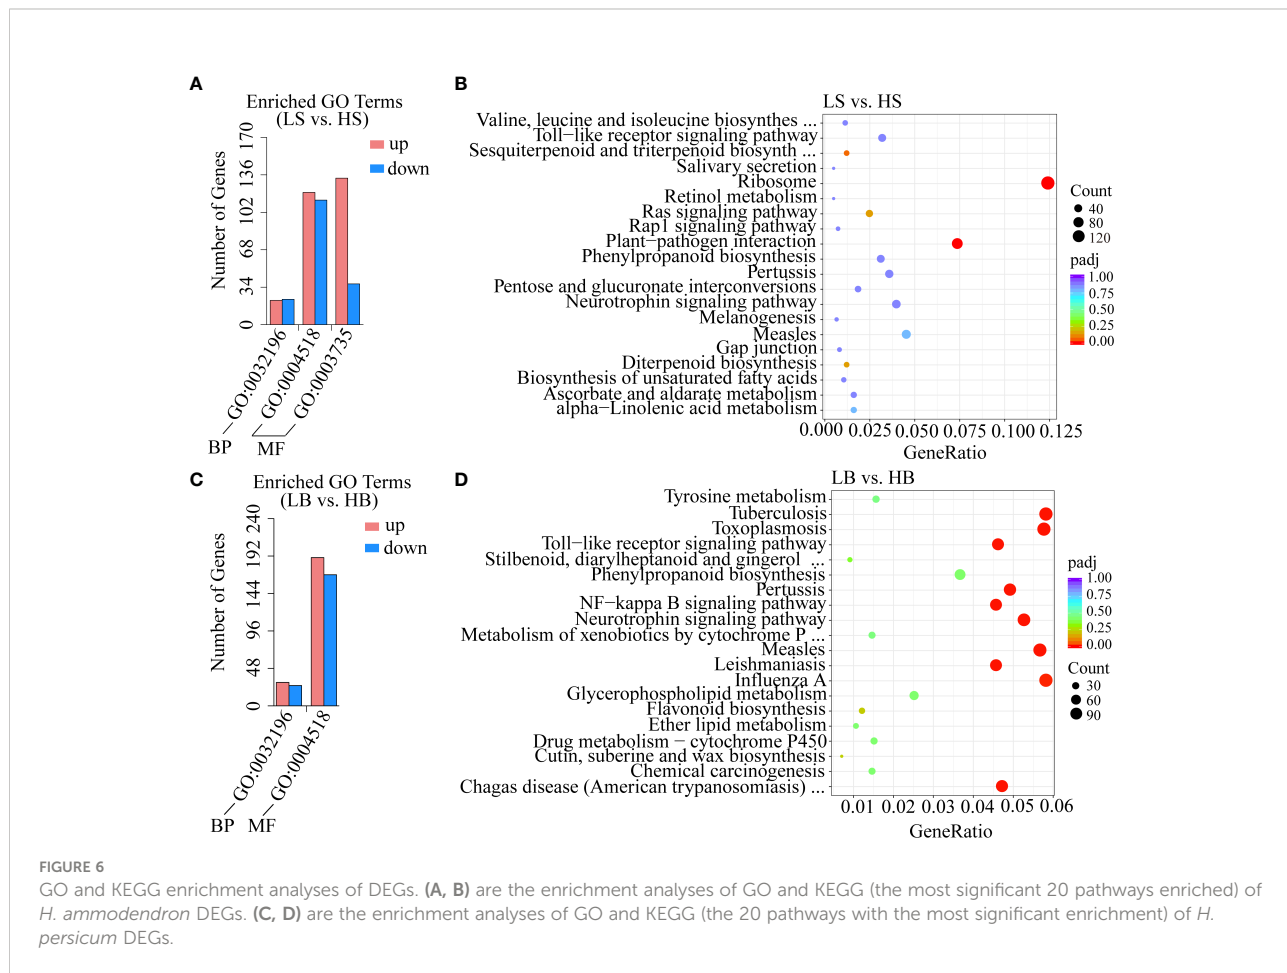 A
Enriched GO Terms
(LS vs. HS)
Number of Genes
170
136
102
68
34
0
up
down
GO:0032196
GO:0004518
GO:0003735
BP
MF
B
LS vs. HS
Valine, leucine and isoleucine biosynthes ...
Toll−like receptor signaling pathway
Sesquiterpenoid and triterpenoid biosynth ...
Salivary secretion
Ribosome
Retinol metabolism
Ras signaling pathway
Rap1 signaling pathway
Plant−pathogen interaction
Phenylpropanoid biosynthesis
Pertussis
Pentose and glucuronate interconversions
Neurotrophin signaling pathway
Melanogenesis
Measles
Gap junction
Diterpenoid biosynthesis
Biosynthesis of unsaturated fatty acids
Ascorbate and aldarate metabolism
alpha−Linolenic acid metabolism
0.000 0.025 0.050 0.075 0.100 0.125
GeneRatio
Count
40
80
120
padj
1.00
0.75
0.50
0.25
0.00
C
Enriched GO Terms
(LB vs. HB)
Number of Genes
240
192
144
96
48
0
up
down
GO:0032196
GO:0004518
BP
MF
D
LB vs. HB
Tyrosine metabolism
Tuberculosis
Toxoplasmosis
Toll−like receptor signaling pathway
Stilbenoid, diarylheptanoid and gingerol ...
Phenylpropanoid biosynthesis
Pertussis
NF−kappa B signaling pathway
Neurotrophin signaling pathway
Metabolism of xenobiotics by cytochrome P ...
Measles
Leishmaniasis
Influenza A
Glycerophospholipid metabolism
Flavonoid biosynthesis
Ether lipid metabolism
Drug metabolism − cytochrome P450
Cutin, suberine and wax biosynthesis
Chemical carcinogenesis
Chagas disease (American trypanosomiasis) ...
0.01 0.02 0.03 0.04 0.05 0.06
GeneRatio
padj
1.00
0.75
0.50
0.25
0.00
Count
30
60
90
FIGURE 6
GO and KEGG enrichment analyses of DEGs. (A, B) are the enrichment analyses of GO and KEGG (the most significant 20 pathways enriched) of
H. ammodendron DEGs. (C, D) are the enrichment analyses of GO and KEGG (the 20 pathways with the most significant enrichment) of H.
persicum DEGs.